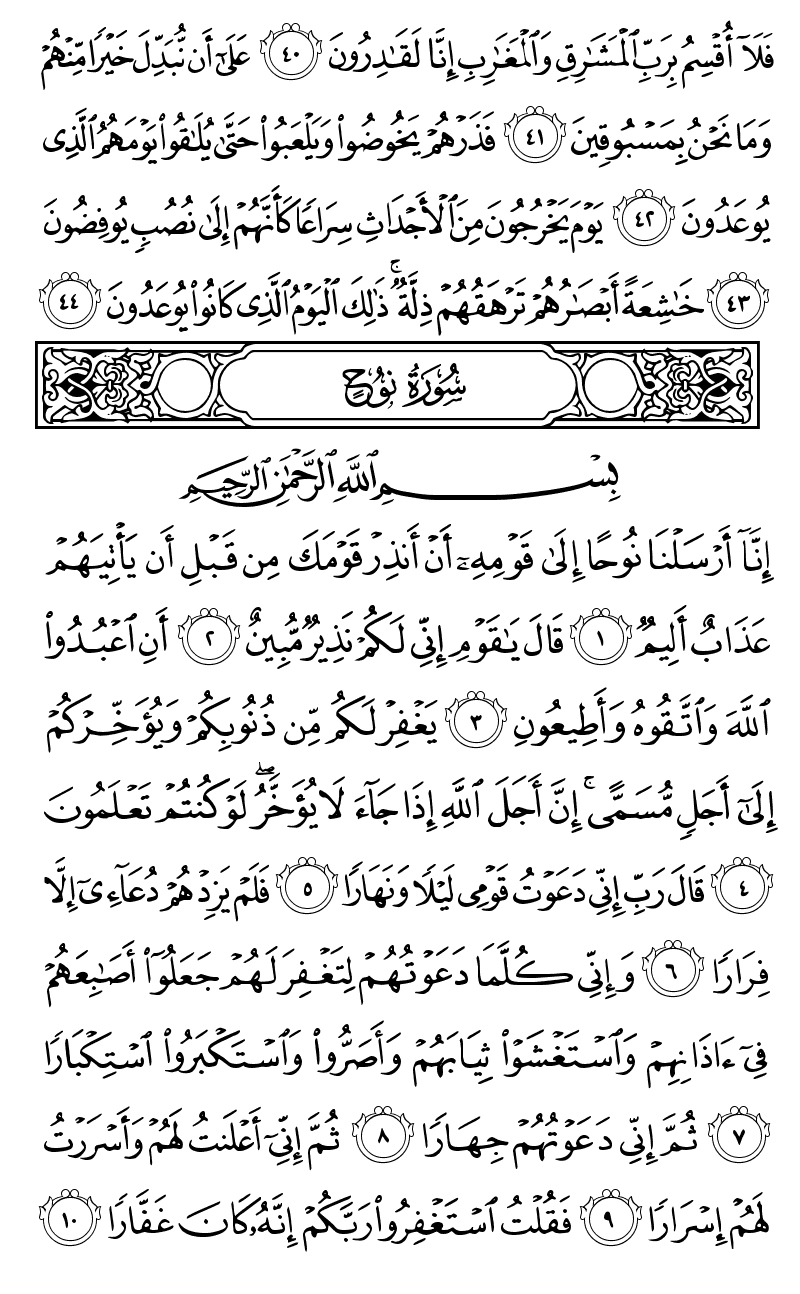 فَلَآ أُقْسِمُ بِرَبِّ ٱلْمَشَٰرِقِ وَٱلْمَغَٰرِبِ إِنَّا لَقَٰدِرُونَ ٤٠ عَلَىٰٓ أَن نُّبَدِّلَ خَيْرًا مِّنْهُمْ
وَمَا نَحْنُ بِمَسْبُوقِينَ ٤١ فَذَرْهُمْ يَخُوضُوا۟ وَيَلْعَبُوا۟ حَتَّىٰ يُلَٰقُوا۟ يَوْمَهُمُ ٱلَّذِى
يُوعَدُونَ ٤٢ يَوْمَ يَخْرُجُونَ مِنَ ٱلْأَجْدَاثِ سِرَاعًا كَأَنَّهُمْ إِلَىٰ نُصُبٍ يُوفِضُونَ
٤٣ خَٰشِعَةً أَبْصَٰرُهُمْ تَرْهَقُهُمْ ذِلَّةٌ ۚ ذَٰلِكَ ٱلْيَوْمُ ٱلَّذِى كَانُوا۟ يُوعَدُونَ ٤٤
سُورَةُ نُوحٍ
بِسْمِ ٱللَّهِ ٱلرَّحْمَٰنِ ٱلرَّحِيمِ
إِنَّآ أَرْسَلْنَا نُوحًا إِلَىٰ قَوْمِهِۦٓ أَنْ أَنذِرْ قَوْمَكَ مِن قَبْلِ أَن يَأْتِيَهُمْ
عَذَابٌ أَلِيمٌ ١ قَالَ يَٰقَوْمِ إِنِّى لَكُمْ نَذِيرٌ مُّبِينٌ ٢ أَنِ ٱعْبُدُوا۟
ٱللَّهَ وَٱتَّقُوهُ وَأَطِيعُونِ ٣ يَغْفِرْ لَكُم مِّن ذُنُوبِكُمْ وَيُؤَخِّرْكُمْ
إِلَىٰٓ أَجَلٍ مُّسَمًّى ۚ إِنَّ أَجَلَ ٱللَّهِ إِذَا جَآءَ لَا يُؤَخَّرُ ۖ لَوْ كُنتُمْ تَعْلَمُونَ
٤ قَالَ رَبِّ إِنِّى دَعَوْتُ قَوْمِى لَيْلًا وَنَهَارًا ٥ فَلَمْ يَزِدْهُمْ دُعَآءِىٓ إِلَّا
فِرَارًا ٦ وَإِنِّى كُلَّمَا دَعَوْتُهُمْ لِتَغْفِرَ لَهُمْ جَعَلُوٓا۟ أَصَٰبِعَهُمْ
فِىٓ ءَاذَانِهِمْ وَٱسْتَغْشَوْا۟ ثِيَابَهُمْ وَأَصَرُّوا۟ وَٱسْتَكْبَرُوا۟ ٱسْتِكْبَارًا
٧ ثُمَّ إِنِّى دَعَوْتُهُمْ جِهَارًا ٨ ثُمَّ إِنِّىٓ أَعْلَنتُ لَهُمْ وَأَسْرَرْتُ
لَهُمْ إِسْرَارًا ٩ فَقُلْتُ ٱسْتَغْفِرُوا۟ رَبَّكُمْ إِنَّهُۥ كَانَ غَفَّارًا ١٠